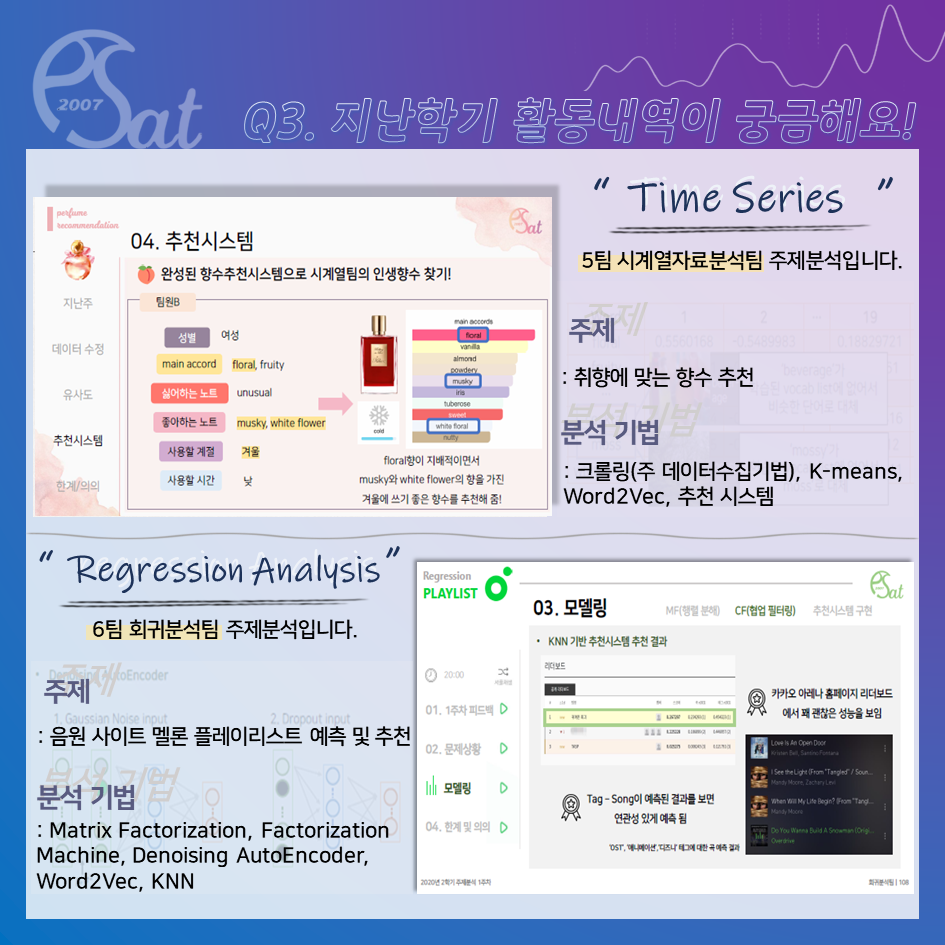 P Sat
2007
Q3. 지난학기 활동내역이 궁금해요!
perfume
recommendation
지난주
데이터 수정
유사도
추천시스템
한계/의의
04. 추천시스템
Sat
완성된 향수추천시스템으로 시계열팀의 인생향수 찾기!
팀원B
성별 여성
main accord floral, fruity
싫어하는 노트 unusual
좋아하는 노트 musky, white flower
사용할 계절 겨울
사용할 시간 낮
cold
main accords
floral
vanilla
almond
powdery
musky
iris
tuberose
sweet
white floral
nutty
floral향이 지배적이면서
musky와 white flower의 향을 가진
겨울에 쓰기 좋은 향수를 추천해 줌!
“ Time Series ”
5팀 시계열자료분석팀 주제분석입니다.
주제
: 취향에 맞는 향수 추천
분석 기법
: 크롤링(주 데이터수집기법), K-means,
Word2Vec, 추천 시스템
“ Regression Analysis ”
6팀 회귀분석팀 주제분석입니다.
Denoising AutoEncoder
주제
1. Gaussian Noise input 2. Dropout input
: 음원 사이트 멜론 플레이리스트 예측 및 추천
분석 기법
: Matrix Factorization, Factorization
Machine, Denoising AutoEncoder,
Word2Vec, KNN
Regression
PLAYLIST
20:00
01. 1주차 피드백
02. 문제상황
모델링
04. 한계 및 의의
2020년 2학기 주제분석 1주차
03. 모델링
MF(행렬 분해) CF(협업 필터링) 추천시스템 구현
Sat
• KNN 기반 추천시스템 추천 결과
리더보드
카카오 아레나 홈페이지 리더보드
에서 꽤 괜찮은 성능을 보임
Tag – Song이 예측된 결과를 보면
연관성 있게 예측 됨
'OST', '애니메이션','디즈니' 태그에 대한 곡 예측 결과
Love Is An Open Door
Kristen Bell, Santino Fontana
I See the Light (From "Tangled" / Soun...
Mandy Moore, Zachary Levi
When Will My Life Begin? (From "Tangl...
Mandy Moore
Do You Wanna Build A Snowman (Origi...
Overdrive
회귀분석팀 | 108